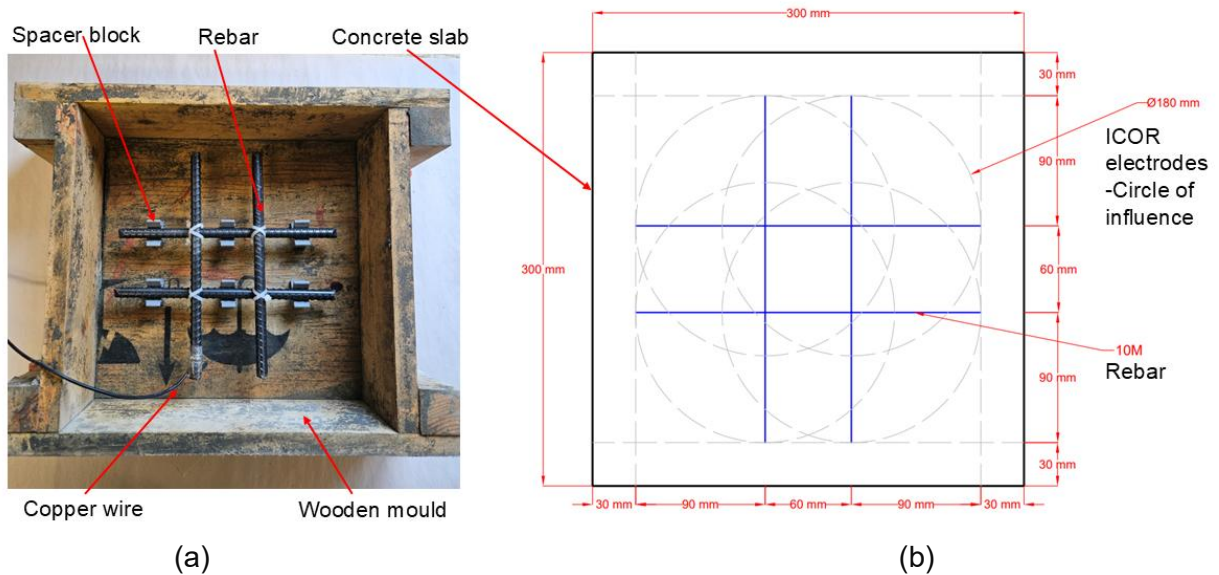 Spacer block
Rebar
Concrete slab
300 mm
30 mm
Ø180 mm
ICOR
electrodes
-Circle of
influence
90 mm
300 mm
60 mm
10M
Rebar
90 mm
30 mm
30 mm
90 mm
60 mm
90 mm
30 mm
Copper wire
Wooden mould
(a)
(b)